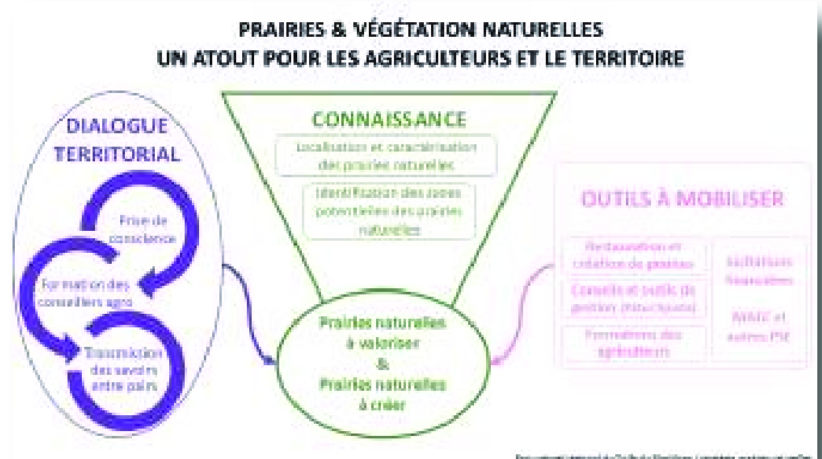 PRAIRIES & VÉGÉTATION NATURELLES
UN ATOUT POUR LES AGRICULTEURS ET LE TERRITOIRE
DIALOGUE
TERRITORIAL
Prise de
conscience
Formation des
conseillers agro
Transmission
des savoirs
entre pairs
CONNAISSANCE
Localisation et caractérisation
des prairies naturelles
Identification des zones
potentielles des prairies
naturelles
Prairies naturelles
à valoriser
&
Prairies naturelles
à créer
OUTILS À MOBILISER
Restauration et
création de
Conseils et outils de
gestion
Formations des
agriculteurs
Incitations
financières
MAEC et
autres PSE